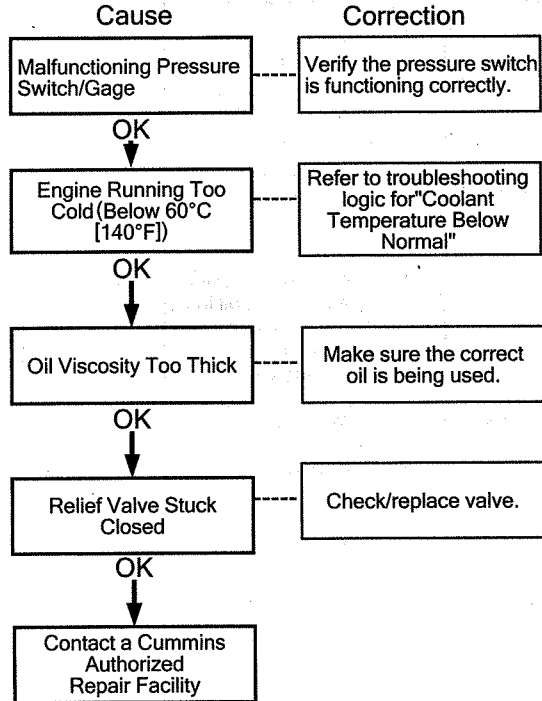 Cause
Correction
Malfunctioning Pressure
Switch/Gage
Verify the pressure switch
is functioning correctly.
OK
Engine Running Too
Cold (Below 60°C
[140°F])
Refer to troubleshooting
logic for"Coolant
Temperature Below
Normal"
OK
Oil Viscosity Too Thick
Make sure the correct
oil is being used.
OK
Relief Valve Stuck
Closed
Check/replace valve.
OK
Contact a Cummins
Authorized
Repair Facility